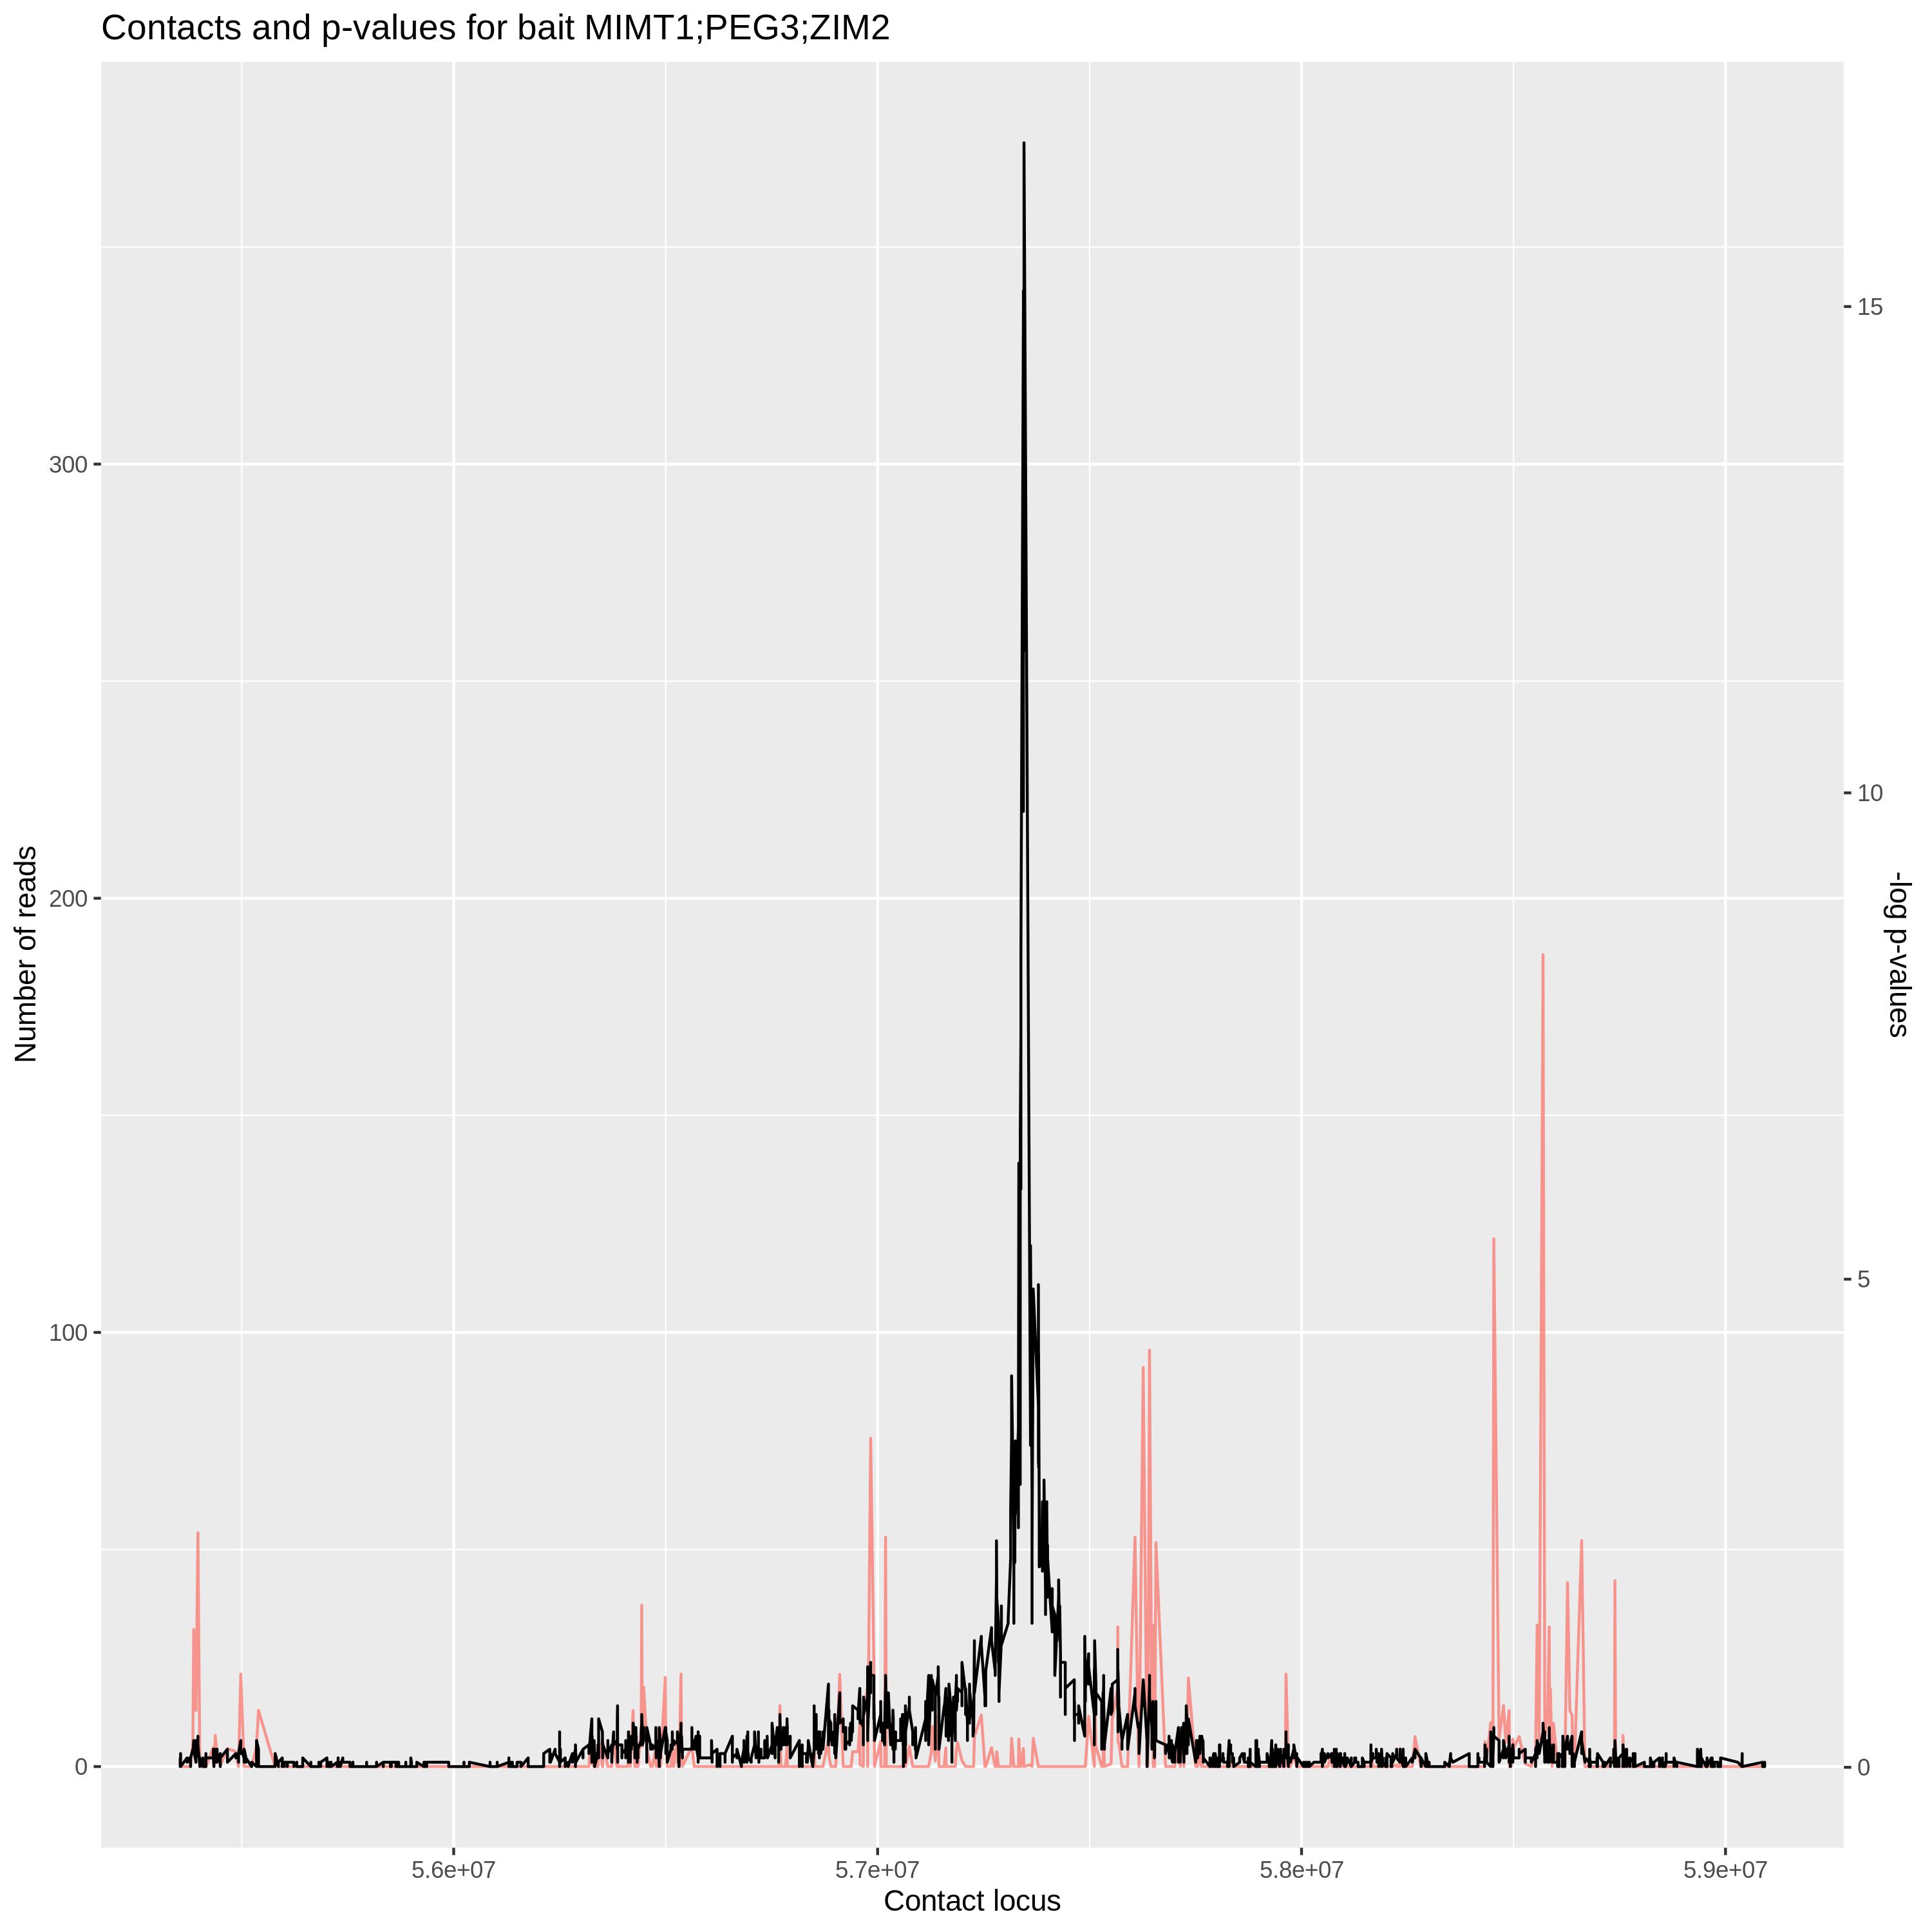 Contacts and p-values for bait MIMT1;PEG3;ZIM2
Number of reads
300
200
100
0
15
10
5
0
-log p-values
5.6e+07
5.7e+07
5.8e+07
5.9e+07
Contact locus